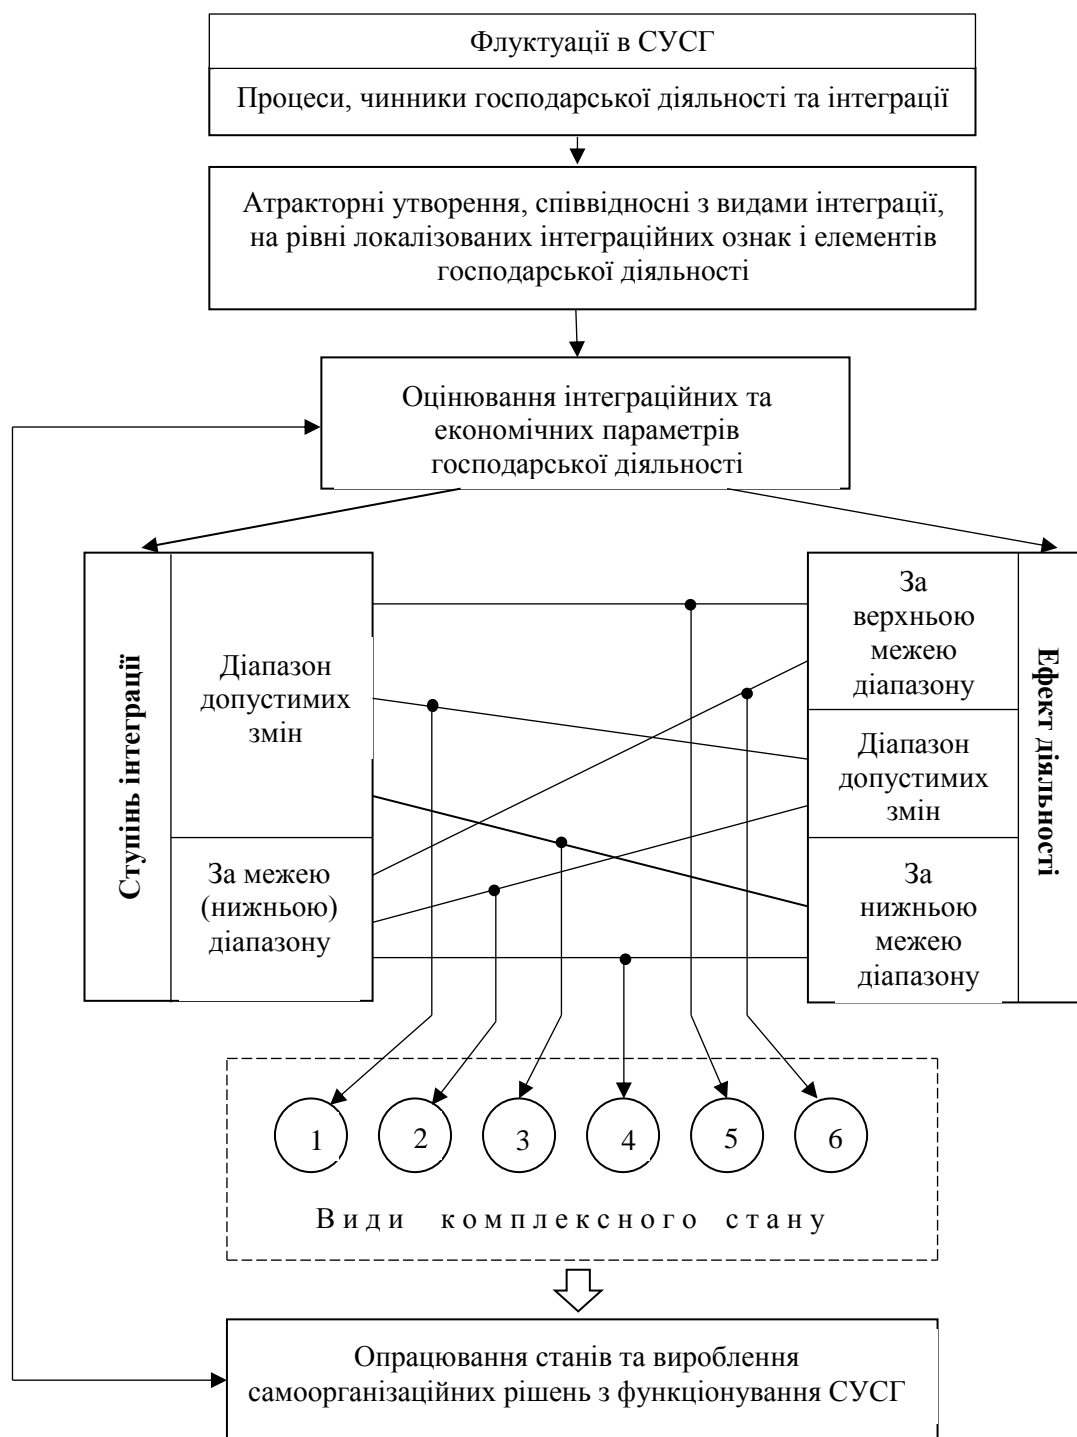 Флуктуації в СУСГ
Процеси, чинники господарської діяльності та інтеграції
Атракторні утворення, співвідносні з видами інтеграції,
на рівні локалізованих інтеграційних ознак і елементів
господарської діяльності
Оцінювання інтеграційних та
економічних параметрів
господарської діяльності
Ступінь інтеграції
Діапазон
допустимих
змін
За межею
(нижньою)
діапазону
За
верхньою
межею
діапазону
Діапазон
допустимих
змін
За
нижньою
межею
діапазону
Ефект діяльності
1 2 3 4 5 6
Види комплексного стану
Опрацювання станів та вироблення
самоорганізаційних рішень з функціонування СУСГ